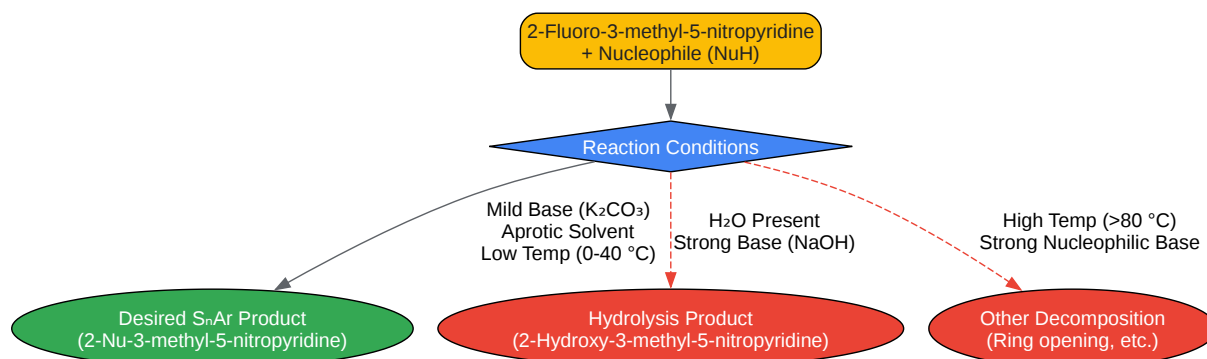 2-Fluoro-3-methyl-5-nitropyridine
+ Nucleophile (NuH)
Reaction Conditions
Mild Base (K₂CO₃)
Aprotic Solvent
Low Temp (0-40 °C)
H₂O Present
Strong Base (NaOH)
High Temp (>80 °C)
Strong Nucleophilic Base
Desired SₙAr Product
(2-Nu-3-methyl-5-nitropyridine)
Hydrolysis Product
(2-Hydroxy-3-methyl-5-nitropyridine)
Other Decomposition
(Ring opening, etc.)